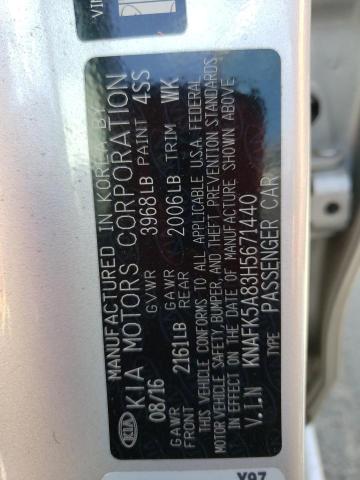 VI
MANUFACTURED IN KOREA BY
KIA KIA MOTORS CORPORATION
08/16 GVWR 3968LB PAINT 4SS
GAWR FRONT 2161LB GAWR REAR 2006LB TRIM WK
THIS VEHICLE CONFORMS TO ALL APPLICABLE U.S.A. FEDERAL
MOTOR VEHICLE SAFETY, BUMPER, AND THEFT PREVENTION STANDARDS
IN EFFECT ON THE DATE OF MANUFACTURE SHOWN ABOVE
V.I.N KNAFK5A83H5671440
TYPE: PASSENGER CAR
Y97